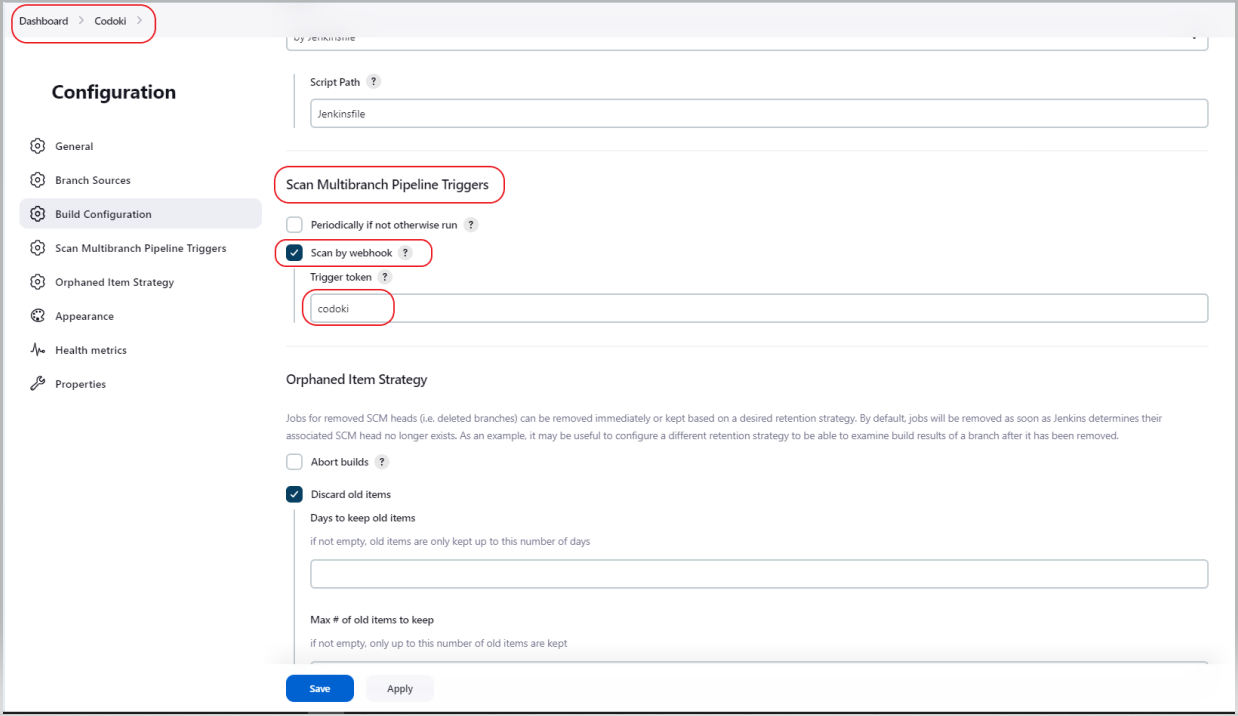 Dashboard > Codoki >
by Jenkinsfile
Configuration
Script Path ?
Jenkinsfile
General
Branch Sources
Build Configuration
Scan Multibranch Pipeline Triggers
Orphaned Item Strategy
Appearance
Health metrics
Properties
Scan Multibranch Pipeline Triggers
Periodically if not otherwise run ?
Scan by webhook ?
Trigger token ?
codoki
Orphaned Item Strategy
Jobs for removed SCM heads (i.e. deleted branches) can be removed immediately or kept based on a desired retention strategy. By default, jobs will be removed as soon as Jenkins determines their
associated SCM head no longer exists. As an example, it may be useful to configure a different retention strategy to be able to examine build results of a branch after it has been removed.
Abort builds ?
Discard old items
Days to keep old items
if not empty, old items are only kept up to this number of days
Max # of old items to keep
if not empty, only up to this number of old items are kept
Save
Apply